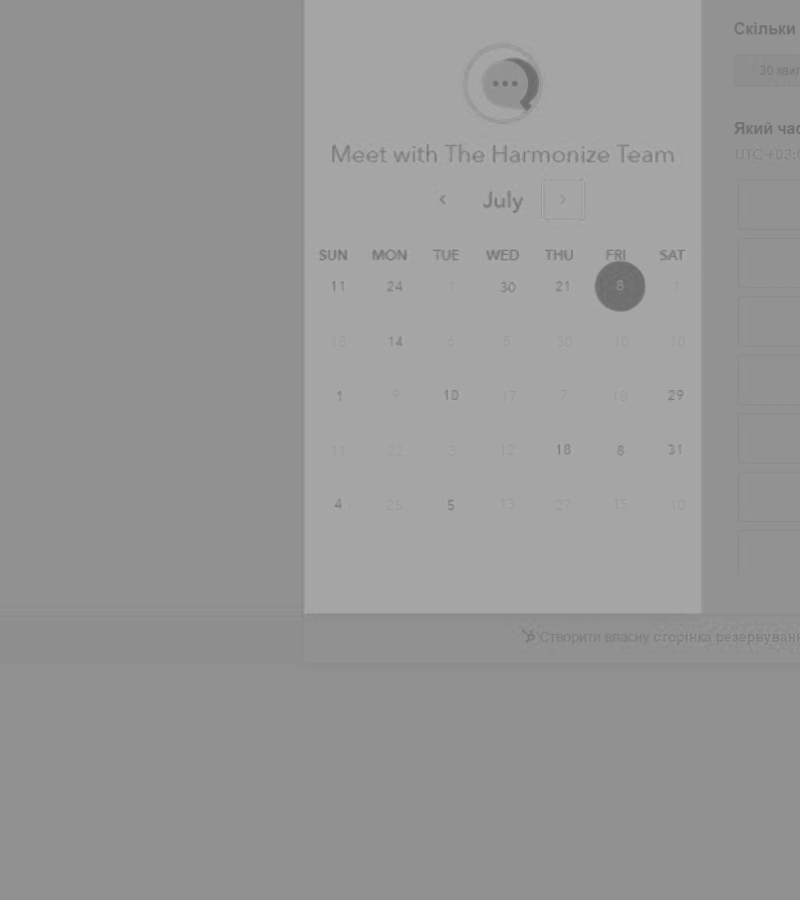 Скільки
30 хвил
Meet with The Harmonize Team
Який час
UTC +03:0
July
SUN MON TUE WED THU FRI SAT
11 24 1 30 21 8 1
13 14 6 5 30 10 10
1 9 10 17 7 18 29
11 22 3 12 18 8 31
4 25 5 13 27 15 10
Створити власну сторінка резервуванн